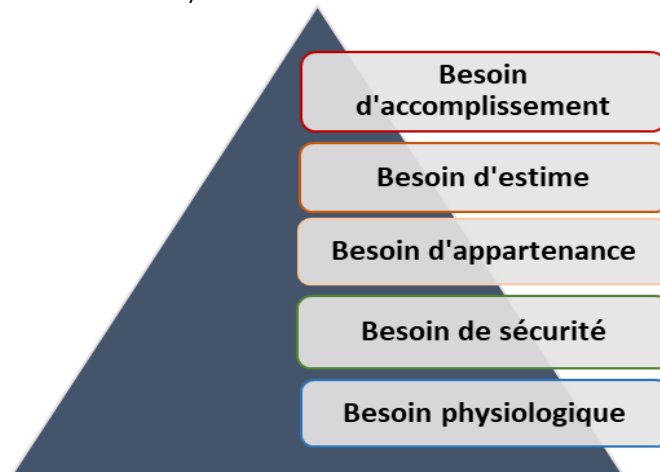 Besoin
d'accomplissement
Besoin d'estime
Besoin d'appartenance
Besoin de sécurité
Besoin physiologique